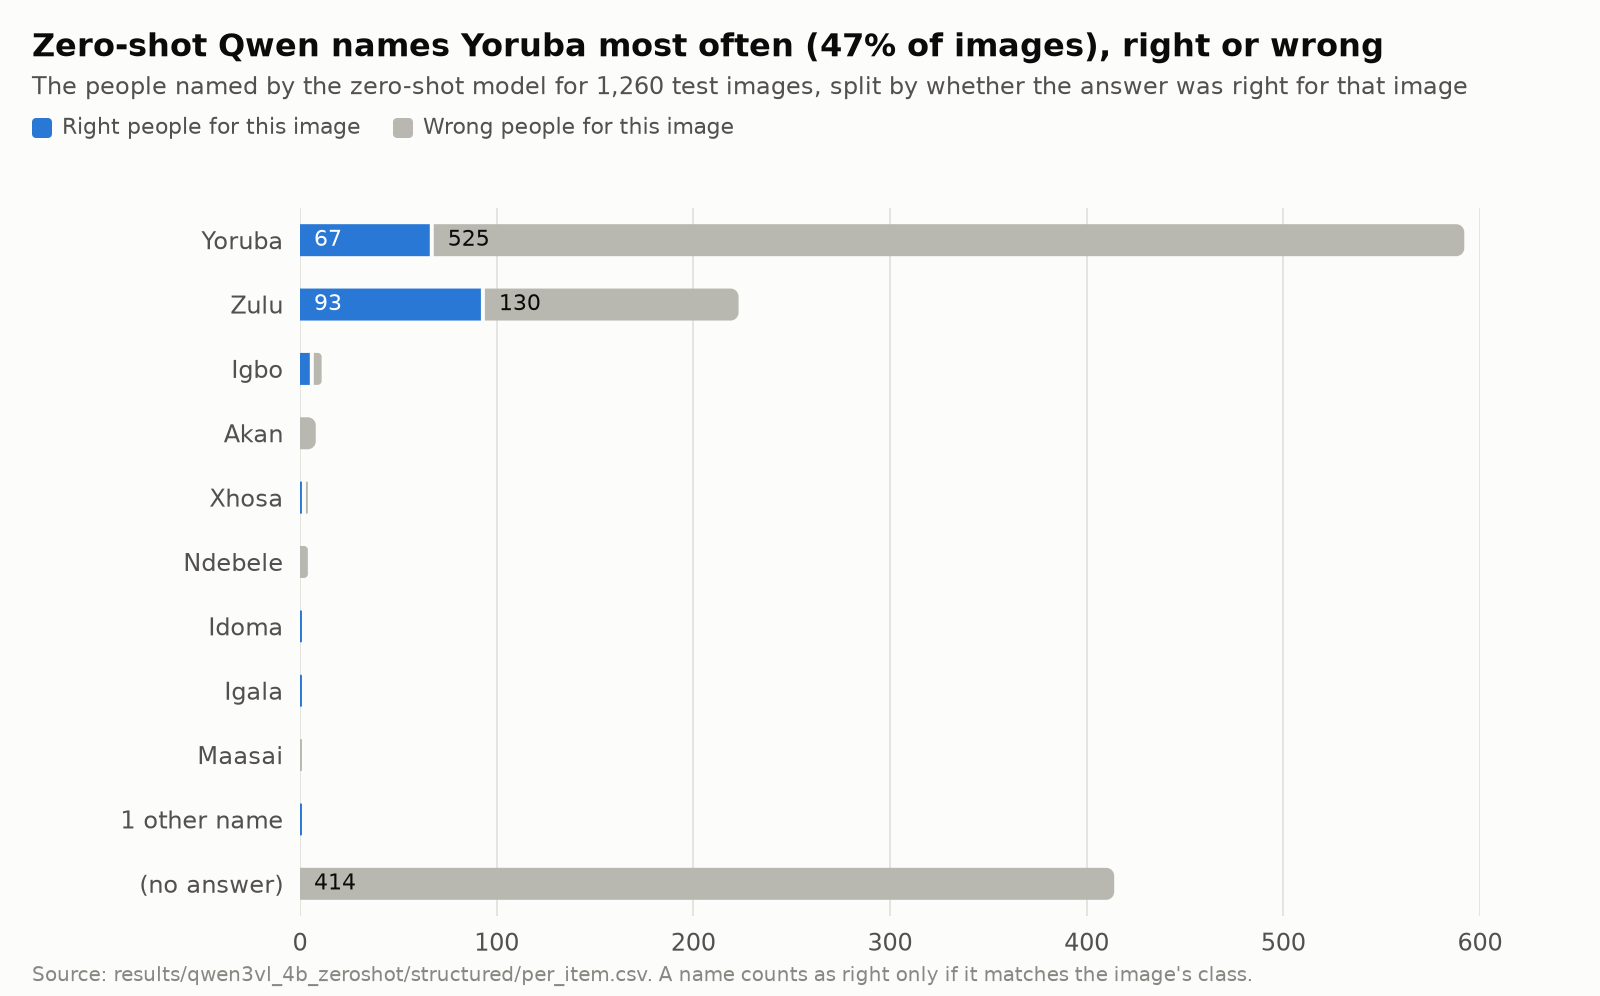 Zero-shot Qwen names Yoruba most often (47% of images), right or wrong
The people named by the zero-shot model for 1,260 test images, split by whether the answer was right for that image
Right people for this image Wrong people for this image
Yoruba 67 525
Zulu 93 130
Igbo
Akan
Xhosa
Ndebele
Idoma
Igala
Maasai
1 other name
(no answer) 414
0 100 200 300 400 500 600
Source: results/qwen3vl_4b_zeroshot/structured/per_item.csv. A name counts as right only if it matches the image's class.